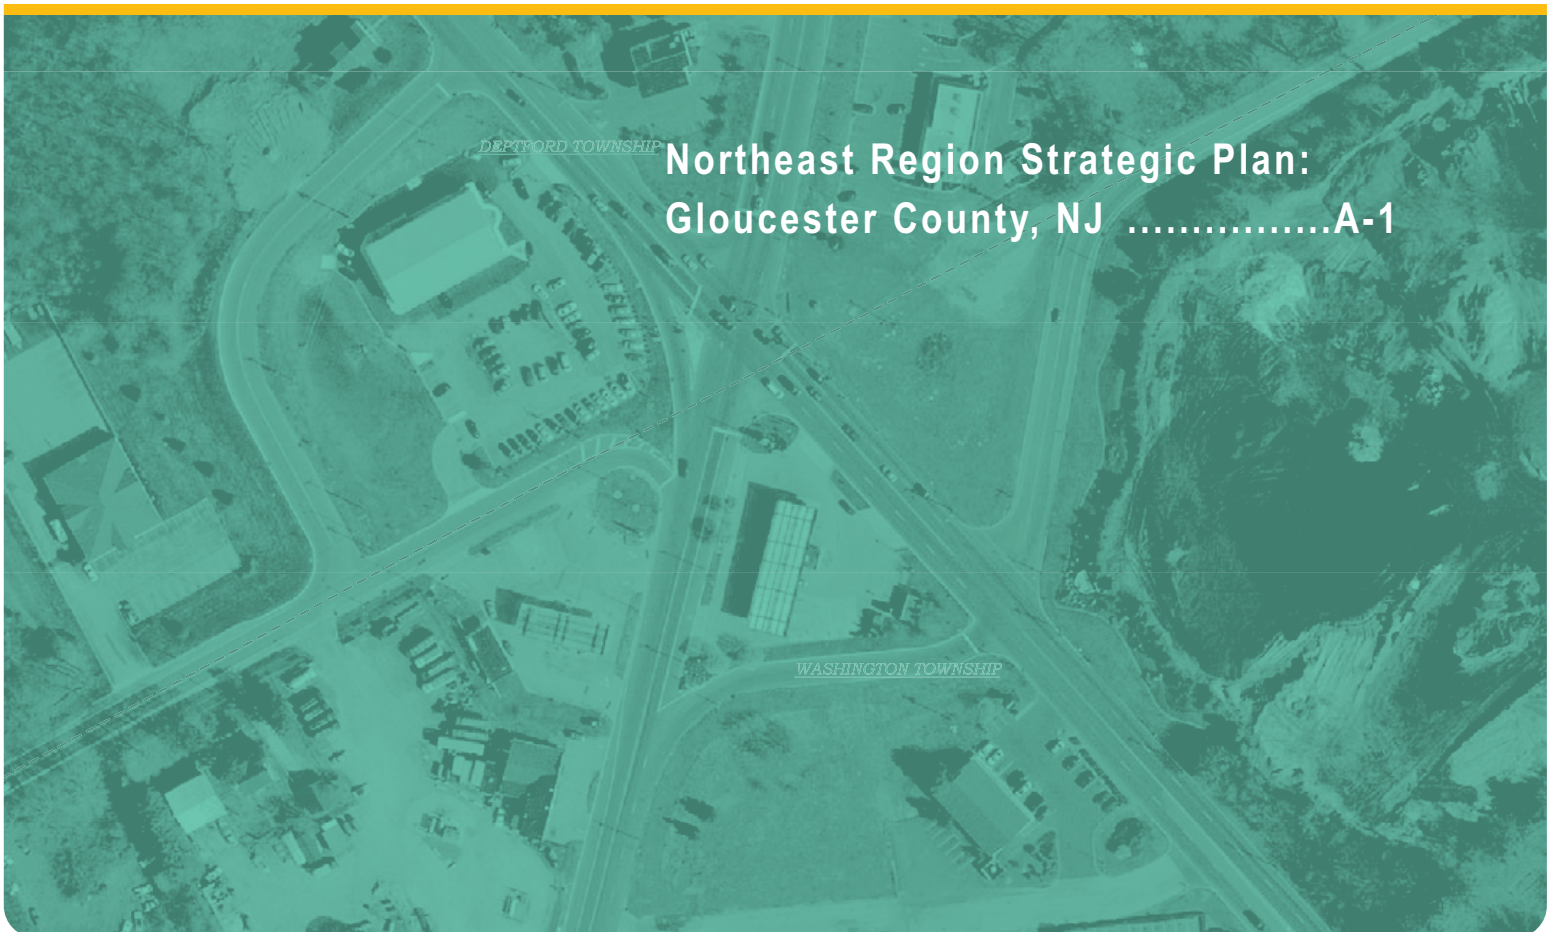 DEPTFORD TOWNSHIP
Northeast Region Strategic Plan:
Gloucester County, NJ ................A-1
WASHINGTON TOWNSHIP